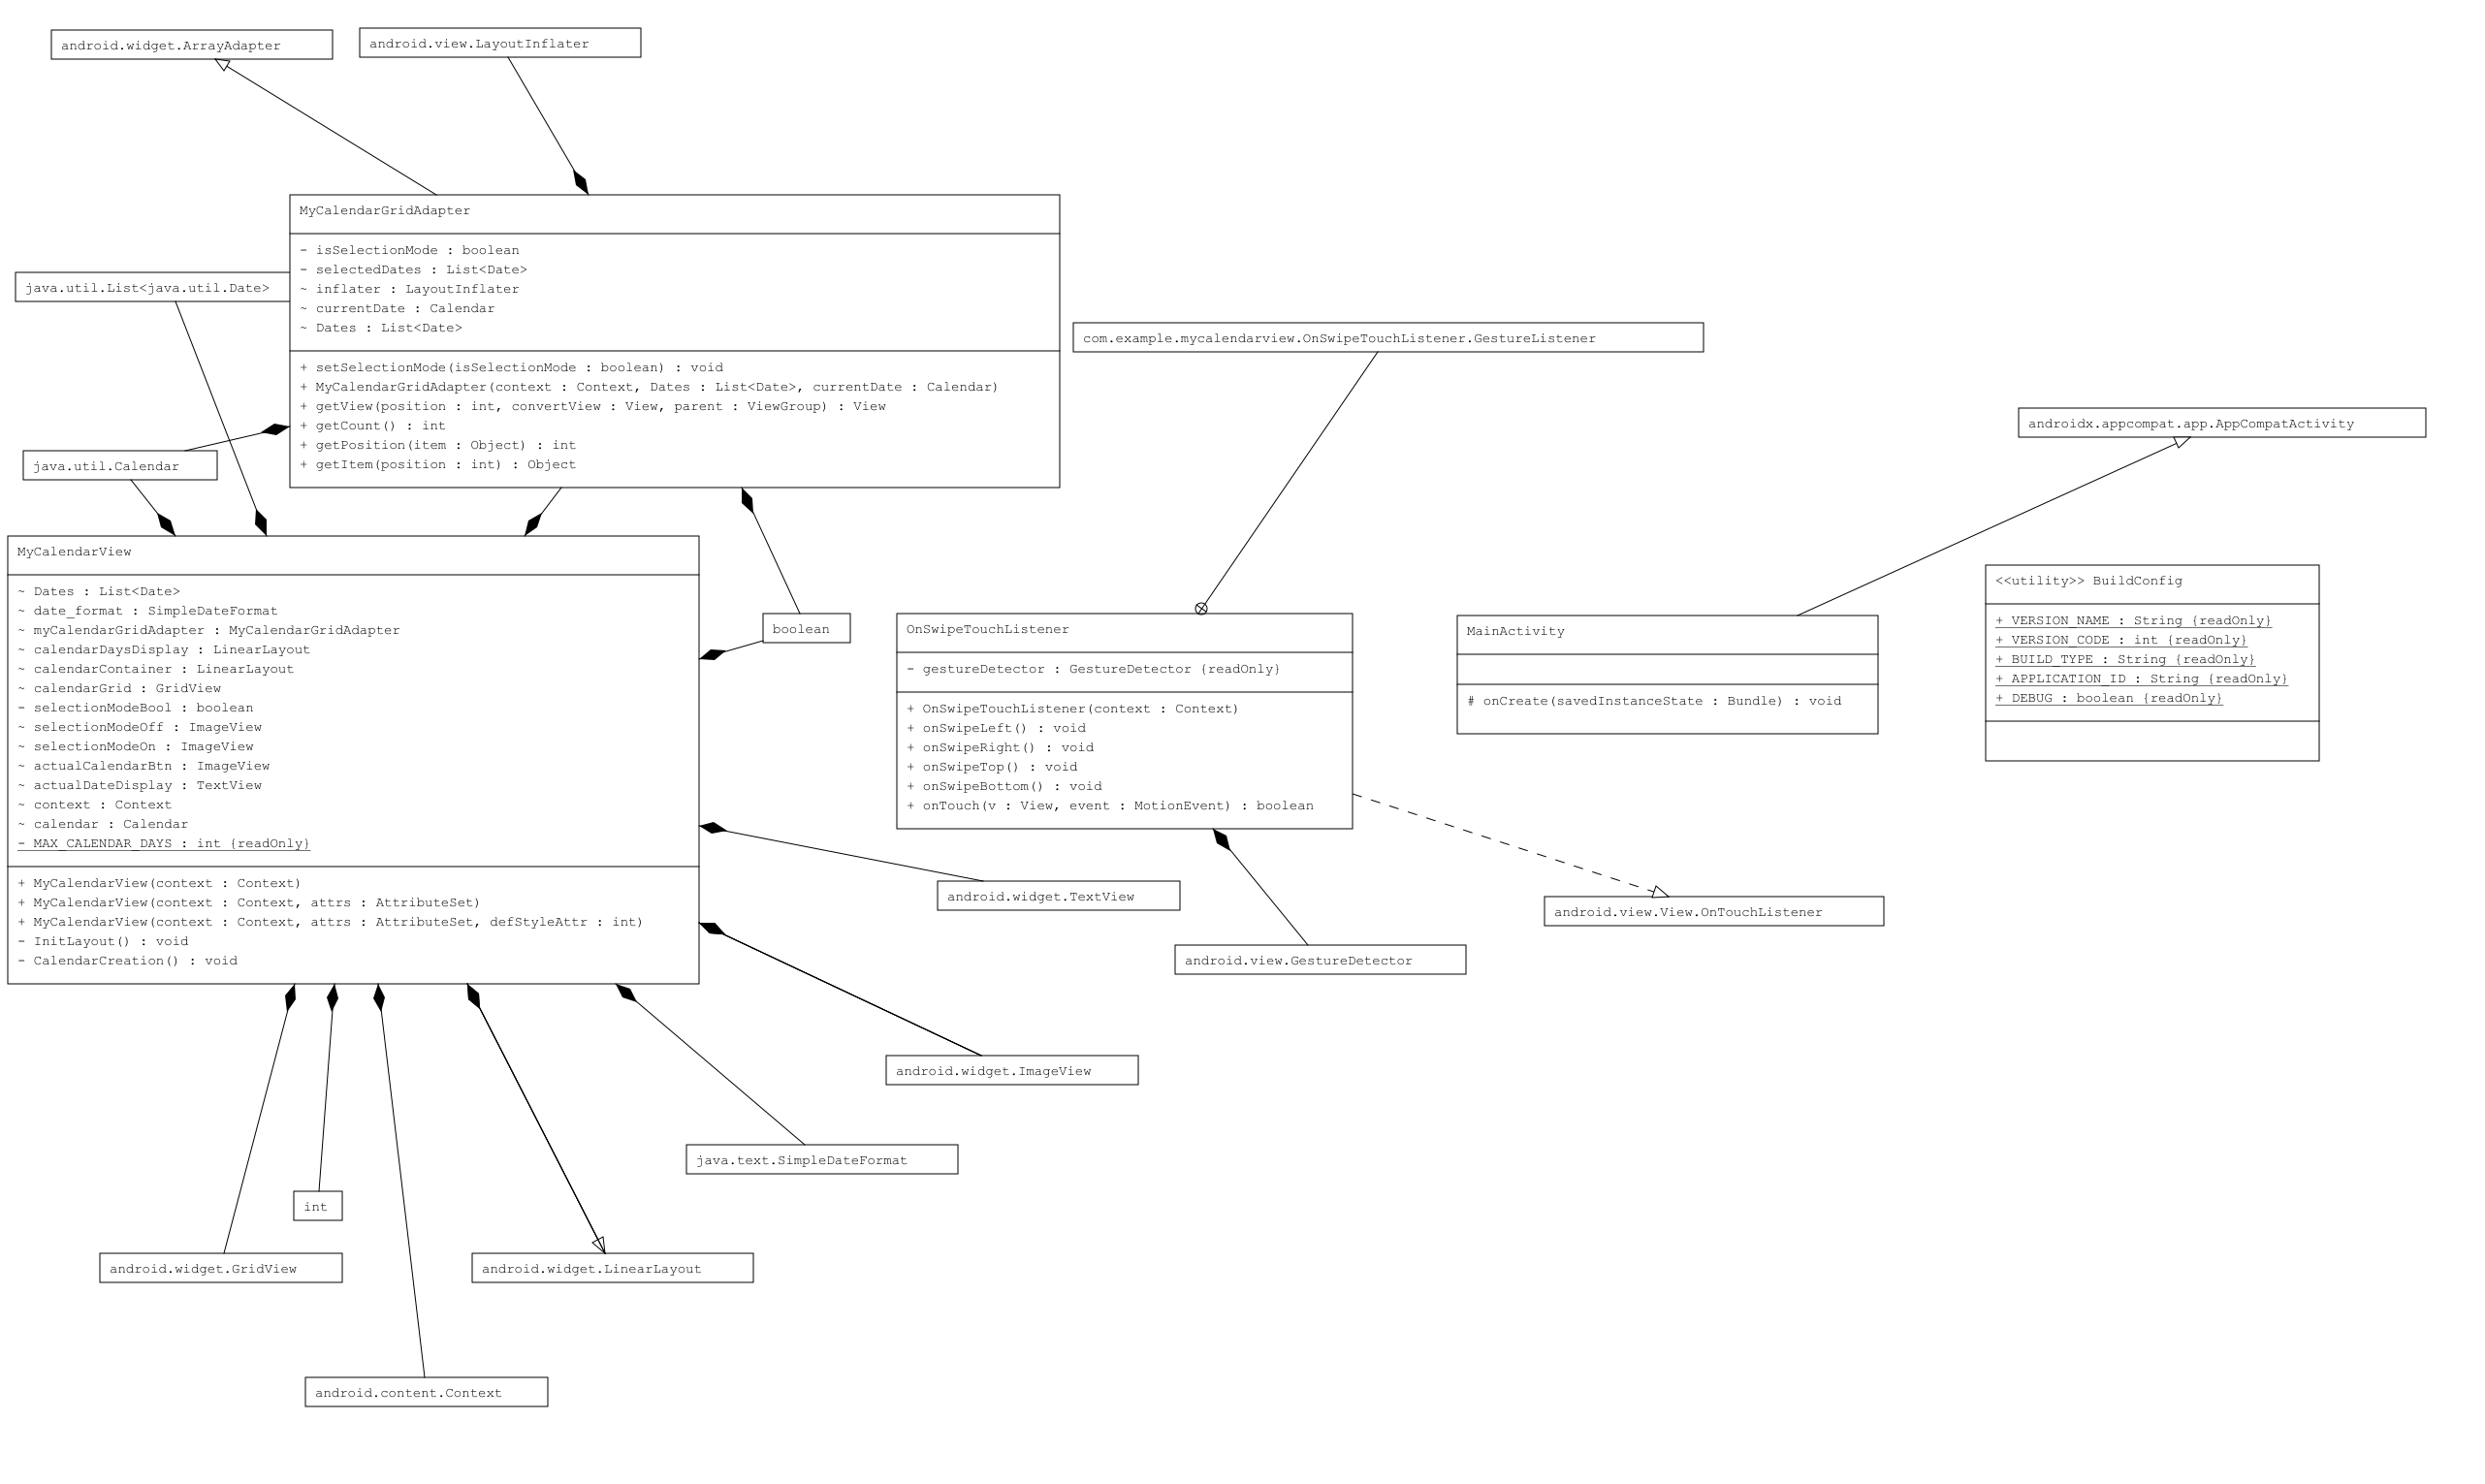 android.widget.ArrayAdapter
android.view.LayoutInflater
MyCalendarGridAdapter
- isSelectionMode : boolean
- selectedDates : List<Date>
~ inflater : LayoutInflater
~ currentDate : Calendar
~ Dates : List<Date>
+ setSelectionMode(isSelectionMode : boolean) : void
+ MyCalendarGridAdapter(context : Context, Dates : List<Date>, currentDate : Calendar)
+ getView(position : int, convertView : View, parent : ViewGroup) : View
+ getCount() : int
+ getPosition(item : Object) : int
+ getItem(position : int) : Object
java.util.List<java.util.Date>
java.util.Calendar
com.example.mycalendarview.OnSwipeTouchListener.GestureListener
androidx.appcompat.app.AppCompatActivity
MyCalendarView
~ Dates : List<Date>
~ date_format : SimpleDateFormat
~ myCalendarGridAdapter : MyCalendarGridAdapter
~ calendarDaysDisplay : LinearLayout
~ calendarContainer : LinearLayout
~ calendarGrid : GridView
- selectionModeBool : boolean
~ selectionModeOff : ImageView
~ selectionModeOn : ImageView
~ actualCalendarBtn : ImageView
~ actualDateDisplay : TextView
~ context : Context
~ calendar : Calendar
- MAX_CALENDAR_DAYS : int {readOnly}
+ MyCalendarView(context : Context)
+ MyCalendarView(context : Context, attrs : AttributeSet)
+ MyCalendarView(context : Context, attrs : AttributeSet, defStyleAttr : int)
- InitLayout() : void
- CalendarCreation() : void
boolean
OnSwipeTouchListener
- gestureDetector : GestureDetector {readOnly}
+ OnSwipeTouchListener(context : Context)
+ onSwipeLeft() : void
+ onSwipeRight() : void
+ onSwipeTop() : void
+ onSwipeBottom() : void
+ onTouch(v : View, event : MotionEvent) : boolean
MainActivity
# onCreate(savedInstanceState : Bundle) : void
<<utility>> BuildConfig
+ VERSION_NAME : String {readOnly}
+ VERSION_CODE : int {readOnly}
+ BUILD_TYPE : String {readOnly}
+ APPLICATION_ID : String {readOnly}
+ DEBUG : boolean {readOnly}
android.widget.TextView
android.view.View.OnTouchListener
android.view.GestureDetector
android.widget.ImageView
java.text.SimpleDateFormat
int
android.widget.GridView
android.widget.LinearLayout
android.content.Context